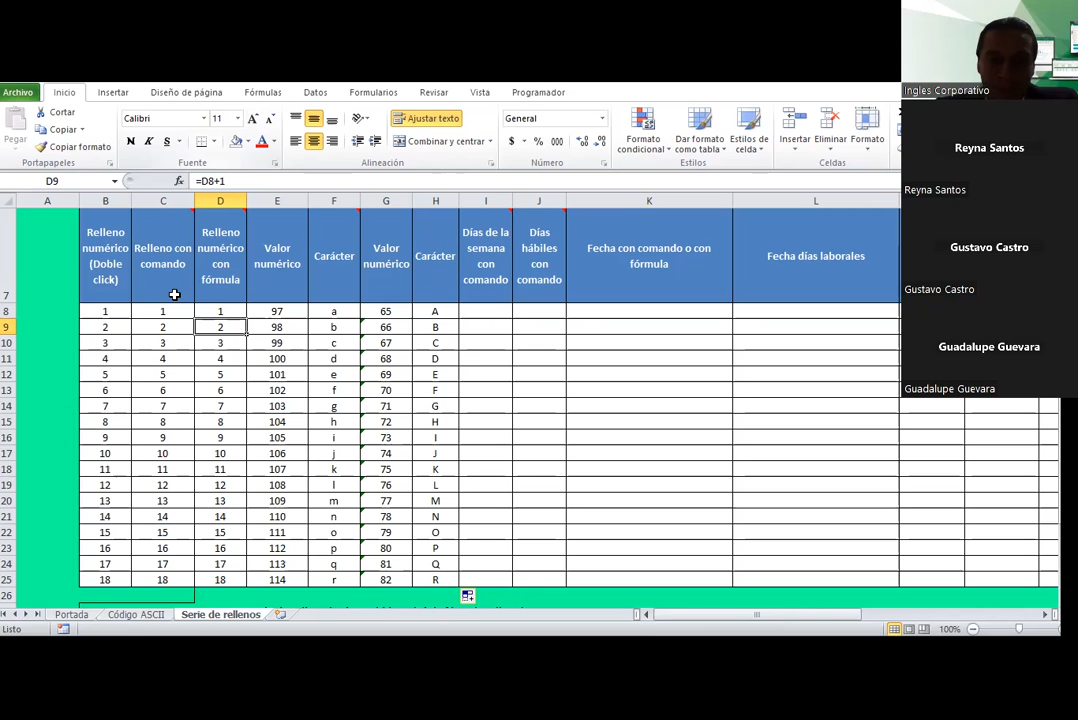 Ingles Corporativo
Reyna Santos
Reyna Santos
Gustavo Castro
Gustavo Castro
Guadalupe Guevara
Guadalupe Guevara
Archivo Inicio Insertar Diseño de página Fórmulas Datos Formularios Revisar Vista Programador
Pegar Cortar Copiar Copiar formato
Portapapeles
Calibri 11
N K S
Fuente
Ajustar texto
Combinar y centrar
Alineación
General
$ % 000
Número
Formato condicional Dar formato como tabla Estilos de celda
Estilos
Insertar Eliminar Formato
Celdas
D9 fx =D8+1
A B C D E F G H I J K L
7 Relleno numérico (Doble click) Relleno con comando Relleno numérico con fórmula Valor numérico Carácter Valor numérico Carácter Días de la semana con comando Días hábiles con comando Fecha con comando o con fórmula Fecha días laborales
8 1 1 1 97 a 65 A
9 2 2 2 98 b 66 B
10 3 3 3 99 c 67 C
11 4 4 4 100 d 68 D
12 5 5 5 101 e 69 E
13 6 6 6 102 f 70 F
14 7 7 7 103 g 71 G
15 8 8 8 104 h 72 H
16 9 9 9 105 i 73 I
17 10 10 10 106 j 74 J
18 11 11 11 107 k 75 K
19 12 12 12 108 l 76 L
20 13 13 13 109 m 77 M
21 14 14 14 110 n 78 N
22 15 15 15 111 o 79 O
23 16 16 16 112 p 80 P
24 17 17 17 113 q 81 Q
25 18 18 18 114 r 82 R
26
Portada Código ASCII Serie de rellenos
Listo 100%